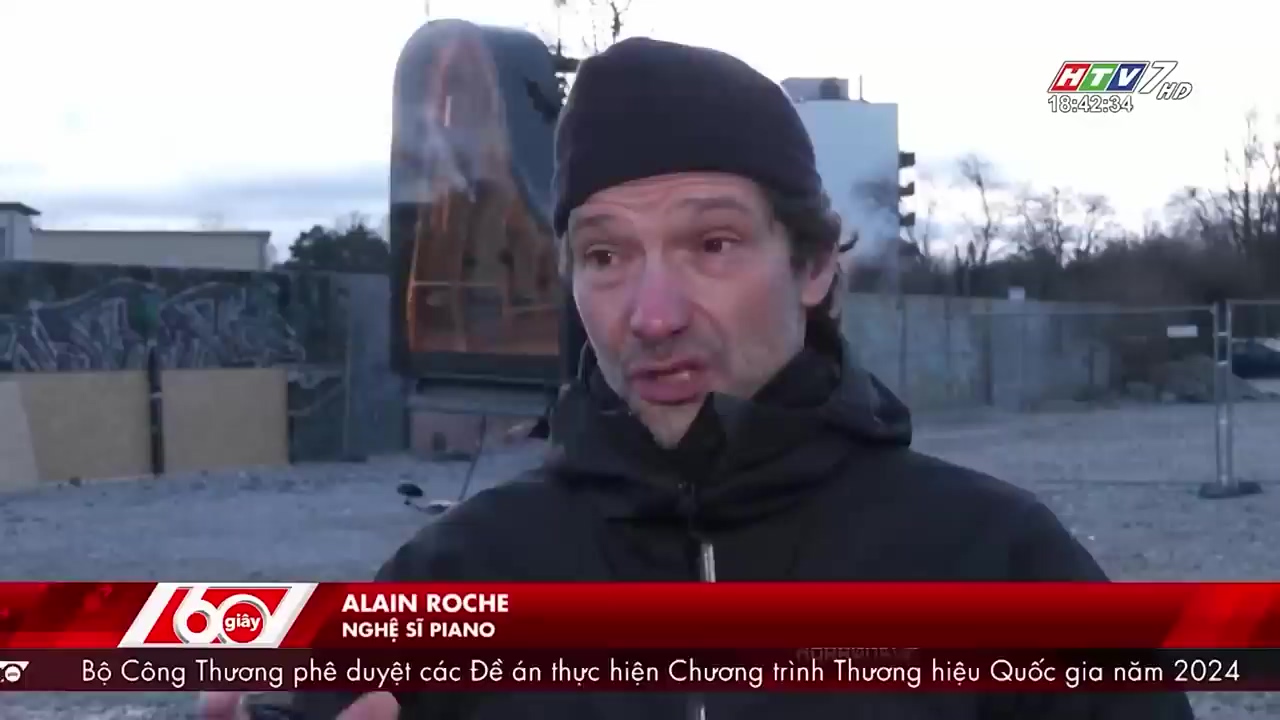 HTV7 HD
18:42:34
60 giây
ALAIN ROCHE
NGHỆ SĨ PIANO
Bộ Công Thương phê duyệt các Đề án thực hiện Chương trình Thương hiệu Quốc gia năm 2024